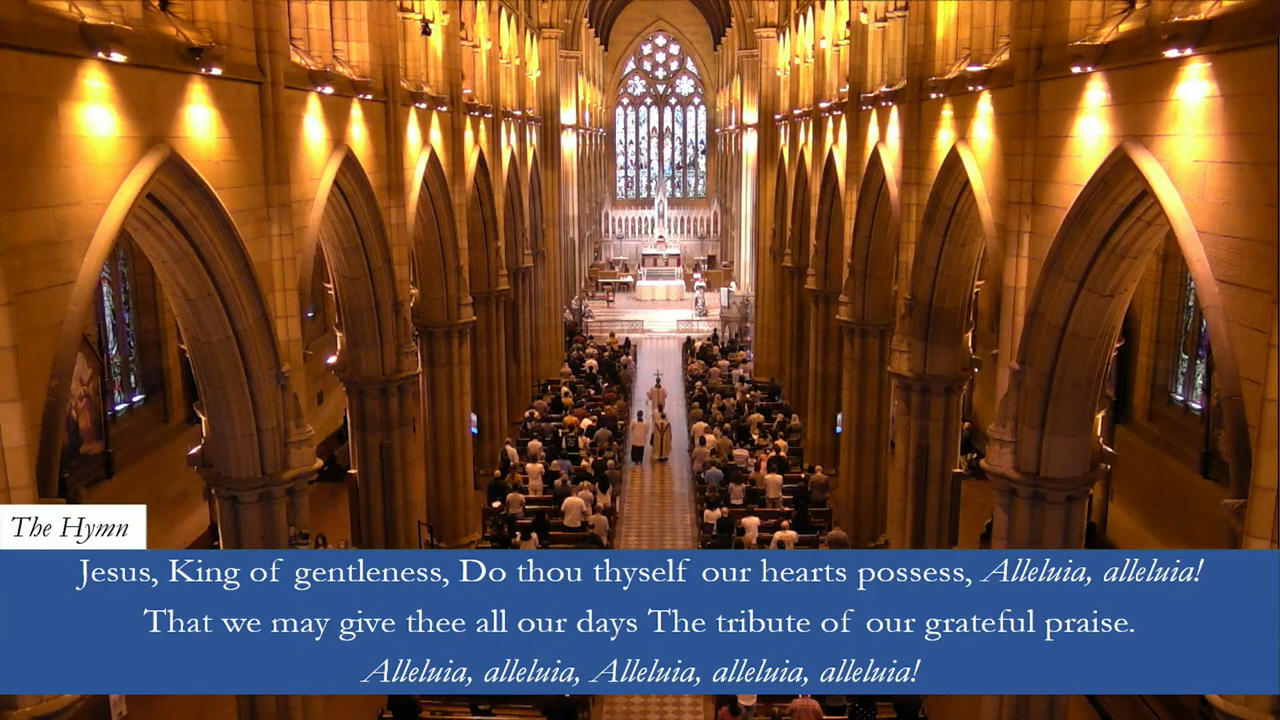 The Hymn
Jesus, King of gentleness, Do thou thyself our hearts possess, Alleluia, alleluia!
That we may give thee all our days The tribute of our grateful praise.
Alleluia, alleluia, Alleluia, alleluia, alleluia!